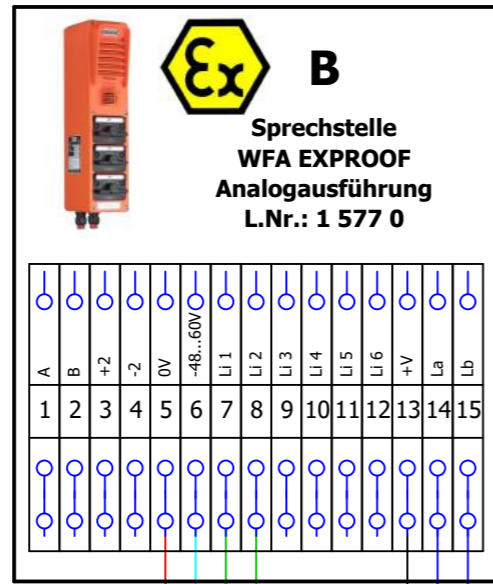 Ex
B
Sprechstelle
WFA EXPROOF
Analogausführung
L.Nr.: 1 577 0
A B +2 -2 0V -48...60V Li 1 Li 2 Li 3 Li 4 Li 5 Li 6 +V La Lb
1 2 3 4 5 6 7 8 9 10 11 12 13 14 15